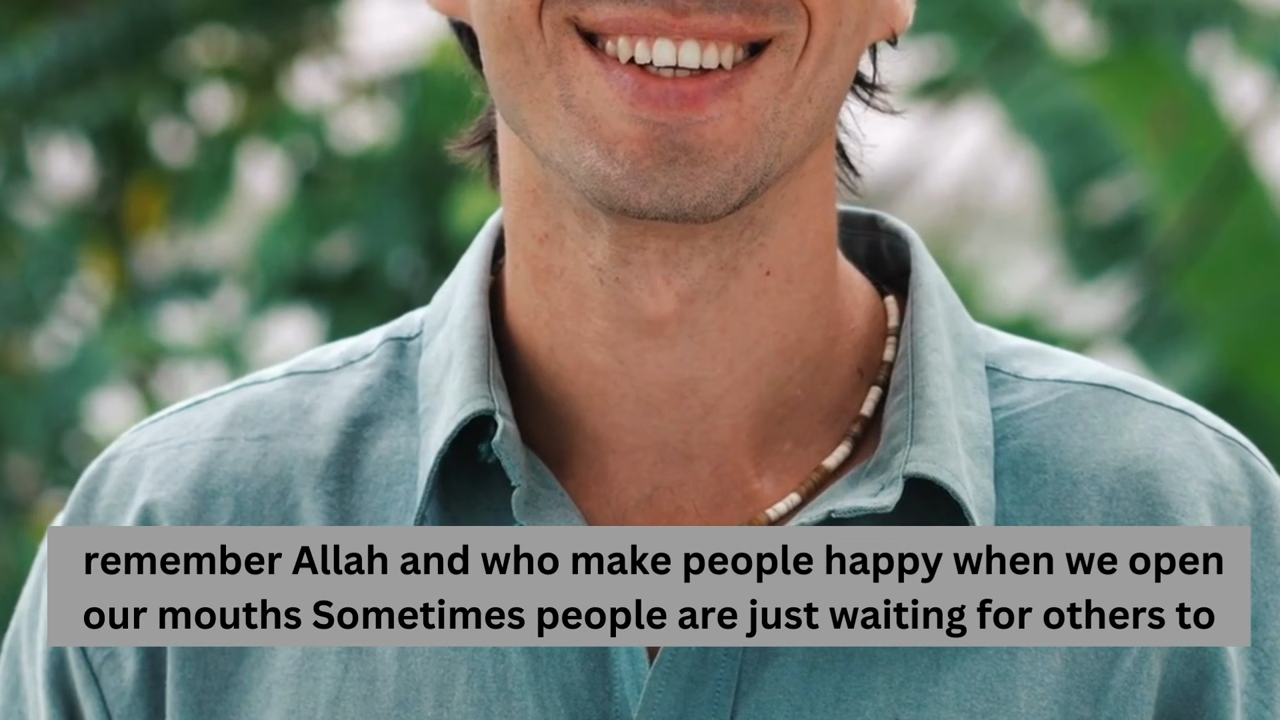 remember Allah and who make people happy when we open
our mouths Sometimes people are just waiting for others to